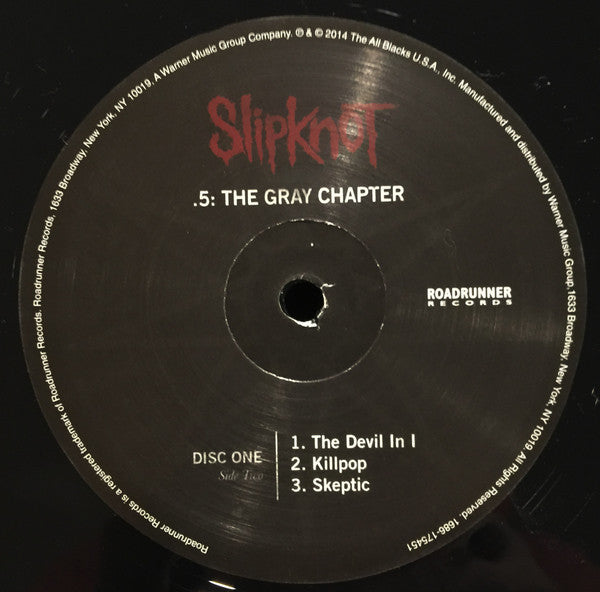 Roadrunner Records is a registered trademark of Roadrunner Records. Roadrunner Records, 1633 Broadway, New York, NY 10019, A Warner Music Group Company. ℗ & © 2014 The All Blacks U.S.A., Inc. Manufactured and distributed by Warner Music Group, 1633 Broadway, New York, NY 10019. All Rights Reserved. 1686-175451
SlipKnoT
.5: THE GRAY CHAPTER
ROADRUNNER
RECORDS
DISC ONE
Side Two
1. The Devil In I
2. Killpop
3. Skeptic